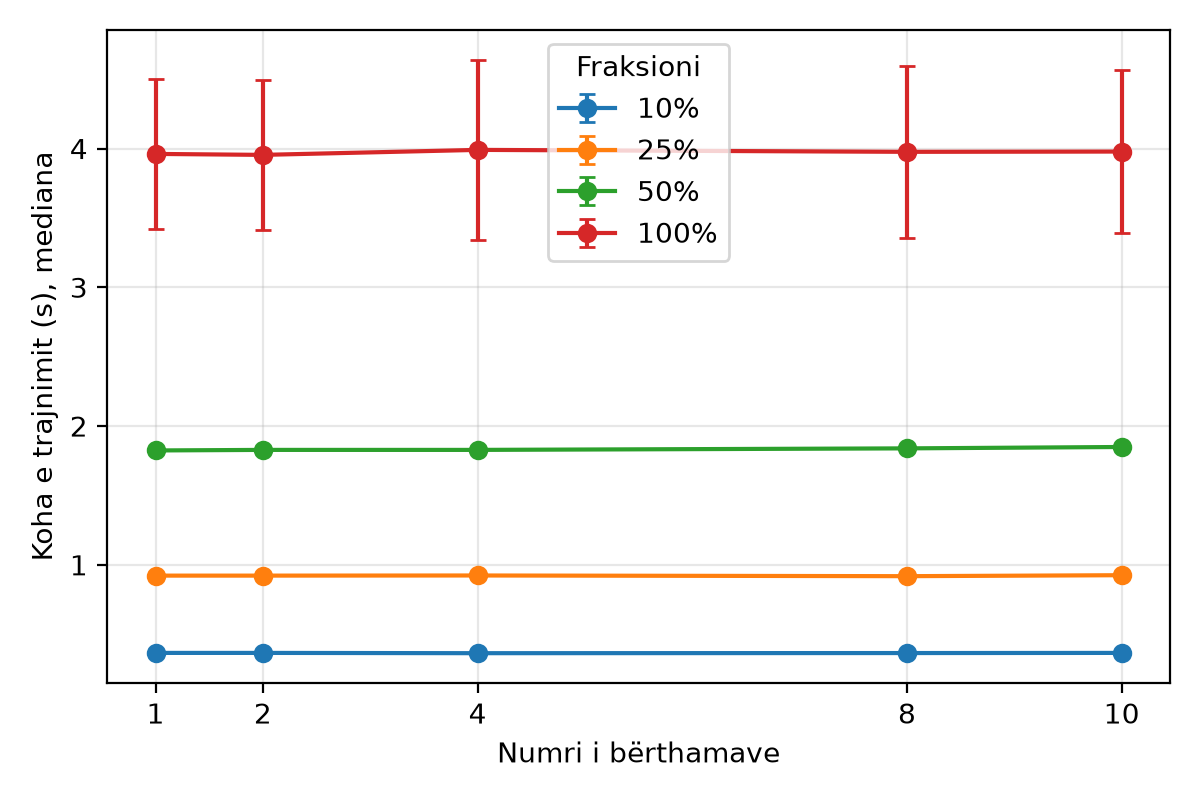 Fraksioni
10%
25%
50%
100%
4
3
2
1
Koha e trajnimit (s), mediana
1 2 4 8 10
Numri i bërthamave